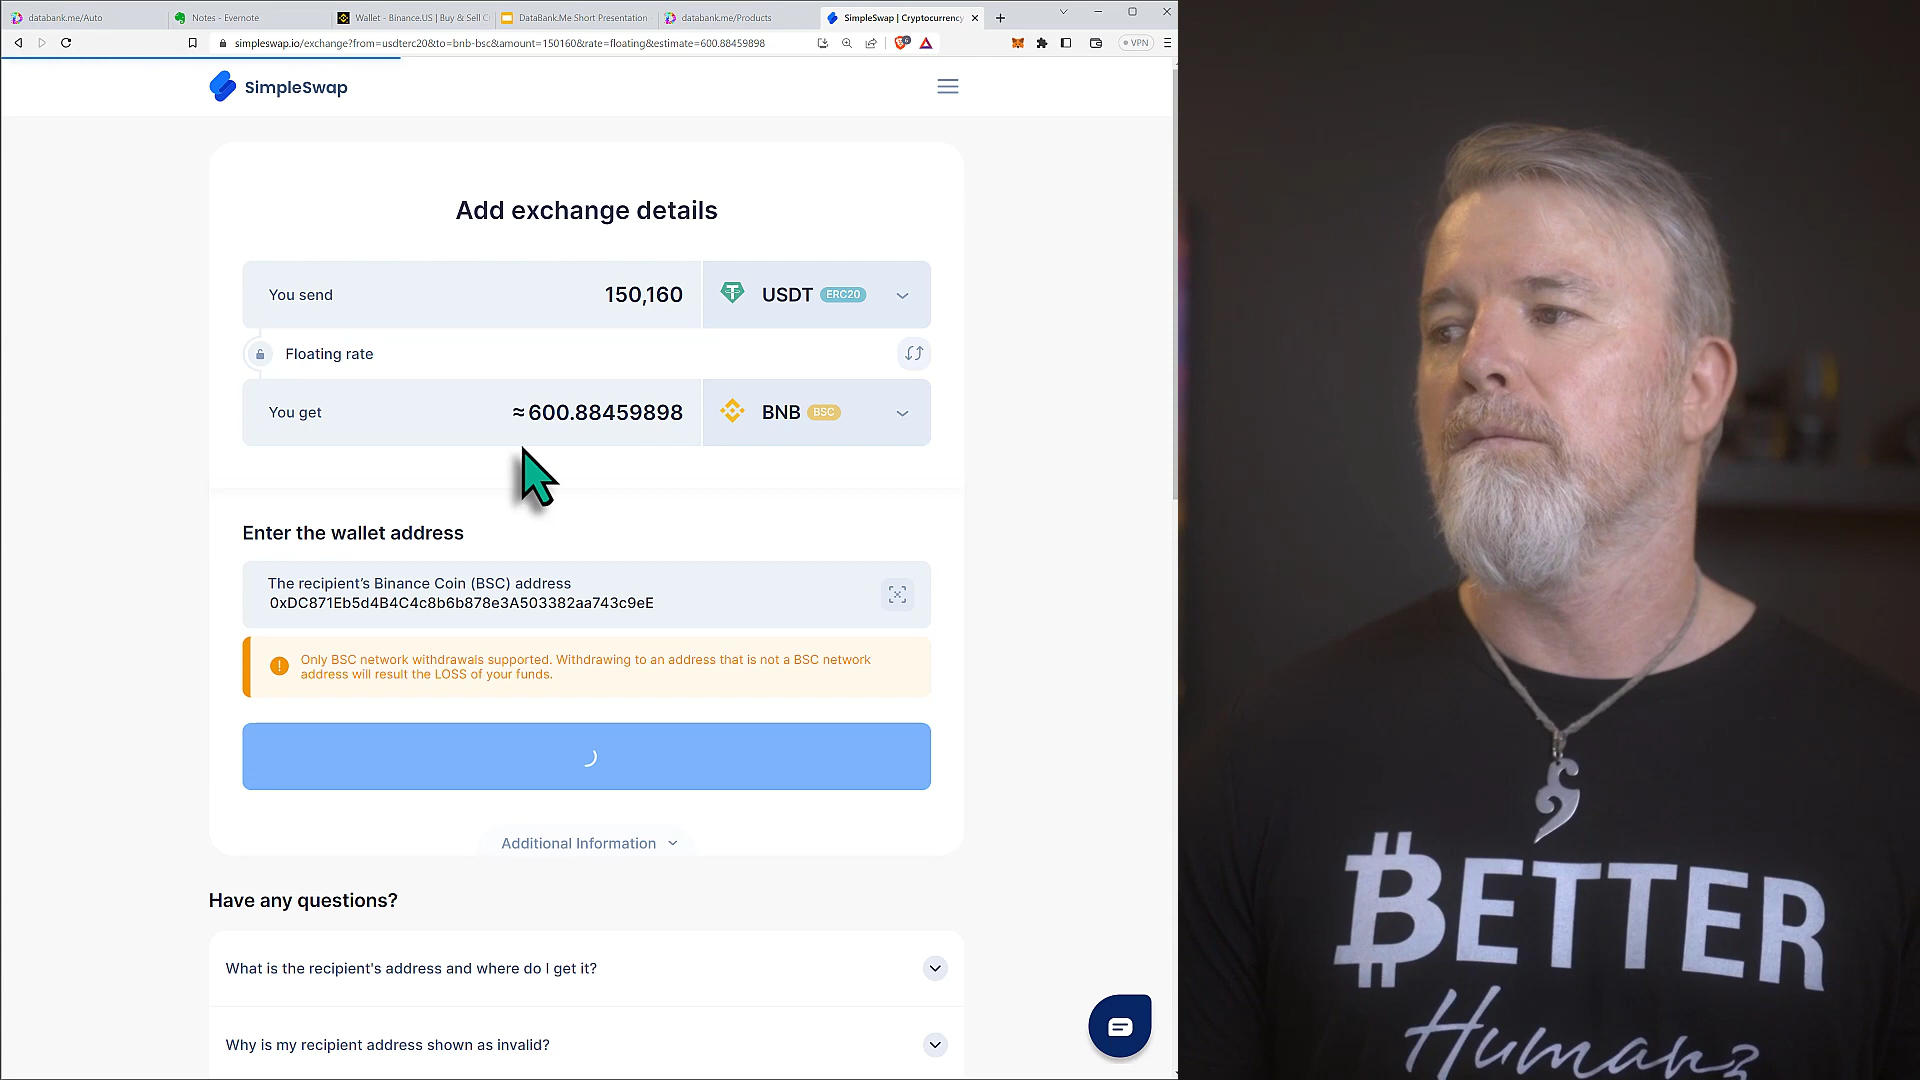 databank.me/Auto
Notes - Evernote
Wallet - Binance.US | Buy & Sell C
DataBank.Me Short Presentation
databank.me/Products
SimpleSwap | Cryptocurrency
simpleswap.io/exchange?from=usdterc20&to=bnb-bsc&amount=150160&rate=floating&estimate=600.88459898
VPN
SimpleSwap
Add exchange details
You send
150,160
USDT ERC20
Floating rate
You get
≈600.88459898
BNB BSC
Enter the wallet address
The recipient's Binance Coin (BSC) address
0xDC871Eb5d4B4C4c8b6b878e3A503382aa743c9eE
Only BSC network withdrawals supported. Withdrawing to an address that is not a BSC network
address will result the LOSS of your funds.
Additional Information
Have any questions?
What is the recipient's address and where do I get it?
Why is my recipient address shown as invalid?
₿ETTER
Humanz